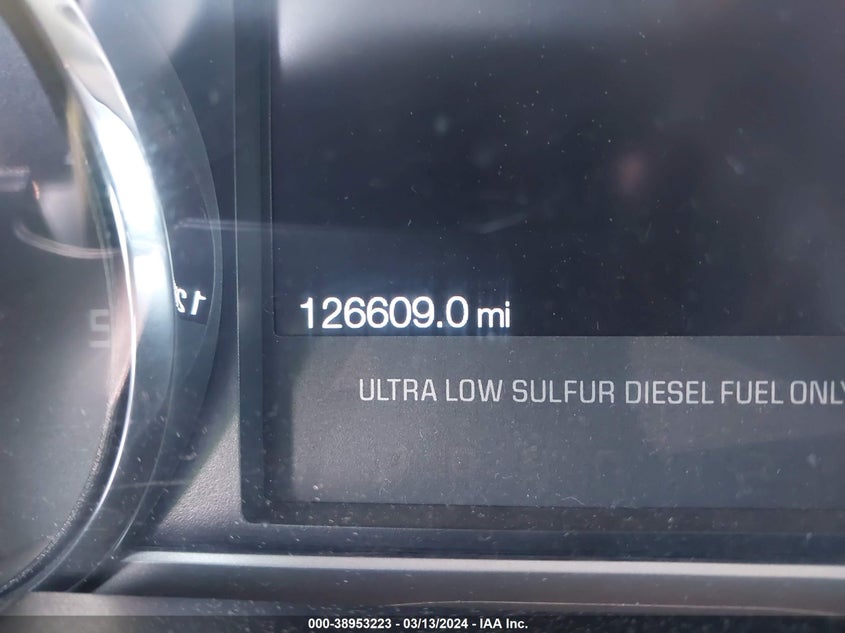 126609.0 mi
ULTRA LOW SULFUR DIESEL FUEL ONLY
000-38953223 - 03/13/2024 - IAA Inc.